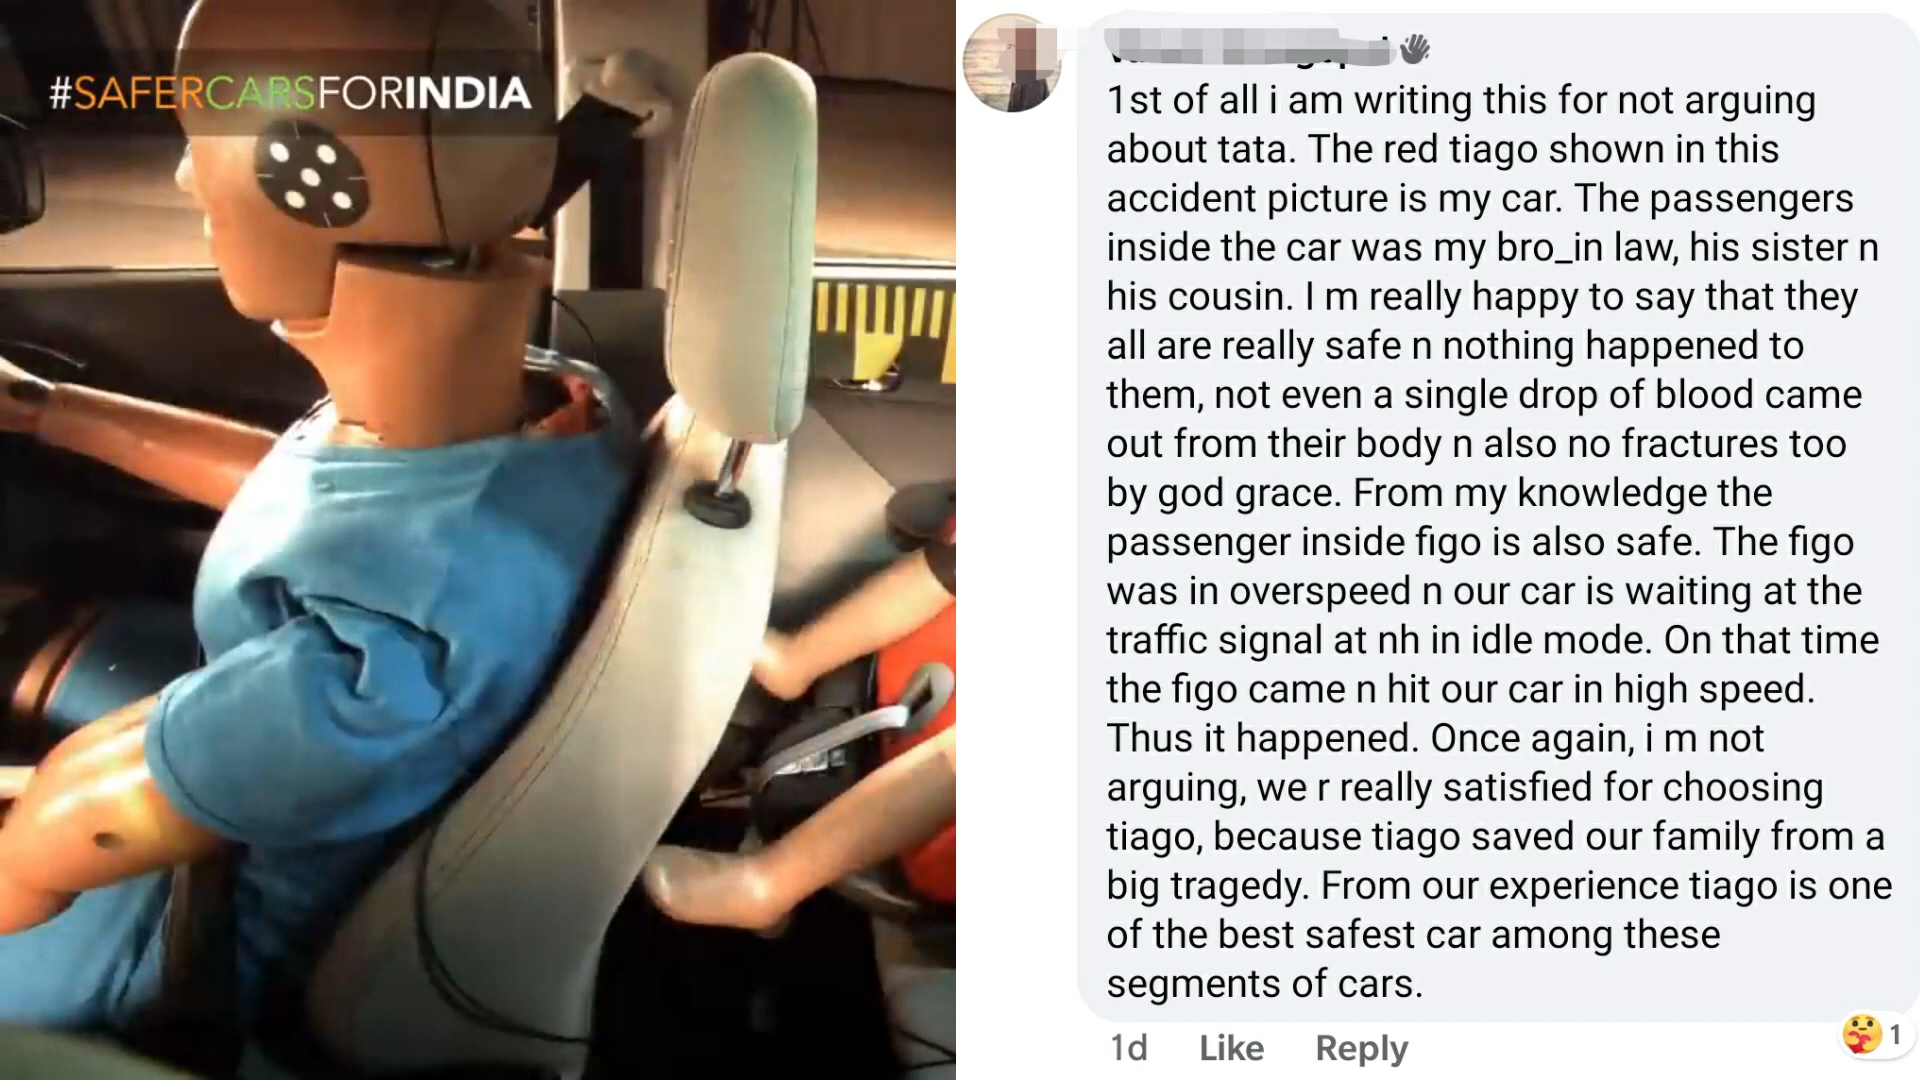 #SAFERCARSFORINDIA
1st of all i am writing this for not arguing
about tata. The red tiago shown in this
accident picture is my car. The passengers
inside the car was my bro_in law, his sister n
his cousin. I m really happy to say that they
all are really safe n nothing happened to
them, not even a single drop of blood came
out from their body n also no fractures too
by god grace. From my knowledge the
passenger inside figo is also safe. The figo
was in overspeed n our car is waiting at the
traffic signal at nh in idle mode. On that time
the figo came n hit our car in high speed.
Thus it happened. Once again, i m not
arguing, we r really satisfied for choosing
tiago, because tiago saved our family from a
big tragedy. From our experience tiago is one
of the best safest car among these
segments of cars.
1d Like Reply
1